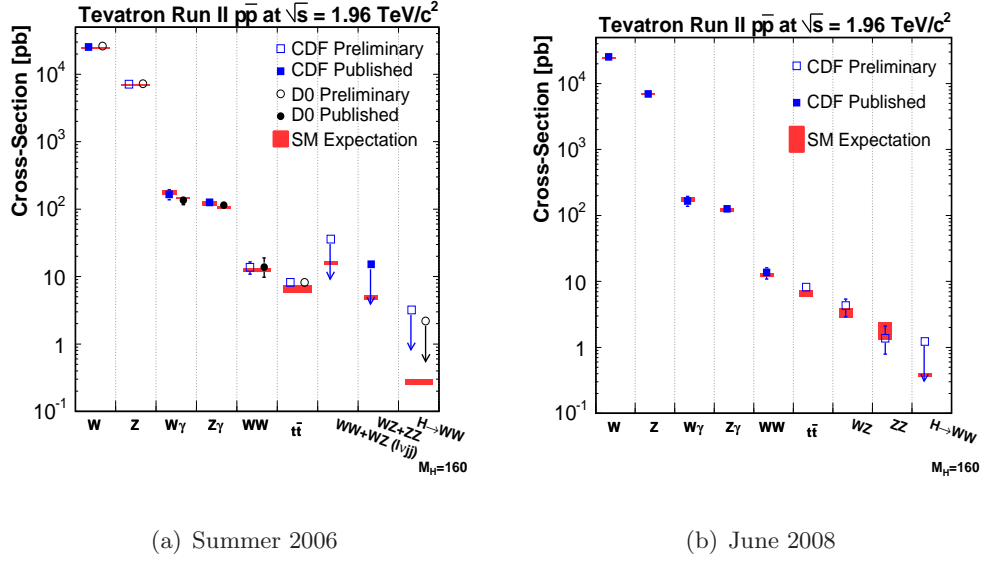 Tevatron Run II pp̅ at √s = 1.96 TeV/c²
Cross-Section [pb]
10⁴
10³
10²
10
1
10⁻¹
CDF Preliminary
CDF Published
D0 Preliminary
D0 Published
SM Expectation
W Z Wγ Zγ WW tt̅ WW+WZ (lνjj) WZ+ZZ H→WW
M_H=160
(a) Summer 2006
Tevatron Run II pp̅ at √s = 1.96 TeV/c²
Cross-Section [pb]
10⁴
10³
10²
10
1
10⁻¹
CDF Preliminary
CDF Published
SM Expectation
W Z Wγ Zγ WW tt̅ WZ ZZ H→WW
M_H=160
(b) June 2008